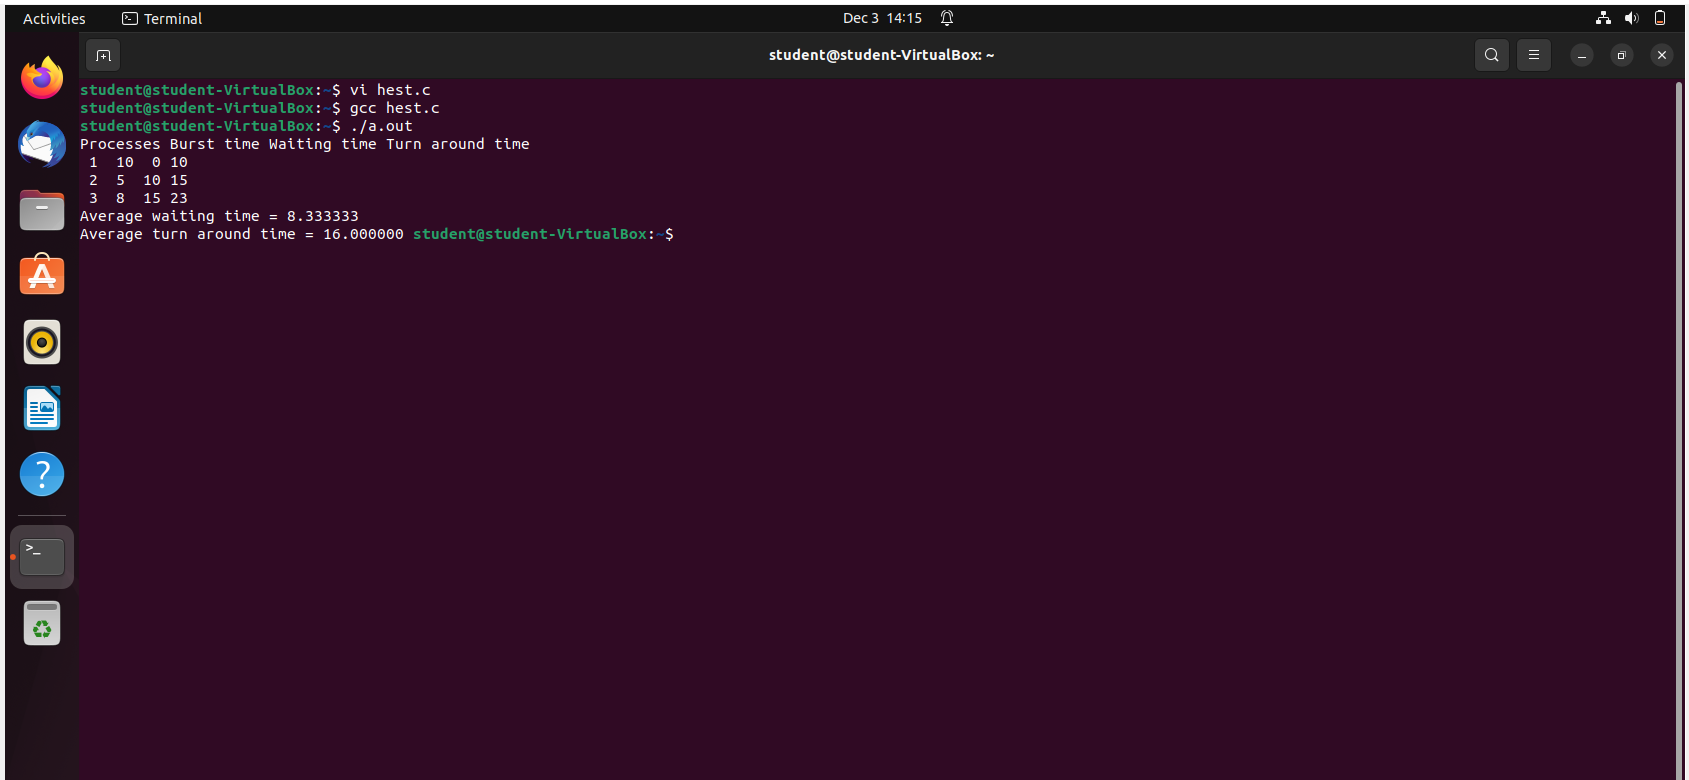 Activities Terminal Dec 3 14:15
student@student-VirtualBox: ~
student@student-VirtualBox:~$ vi hest.c
student@student-VirtualBox:~$ gcc hest.c
student@student-VirtualBox:~$ ./a.out
Processes Burst time Waiting time Turn around time
1 10 0 10
2 5 10 15
3 8 15 23
Average waiting time = 8.333333
Average turn around time = 16.000000 student@student-VirtualBox:~$